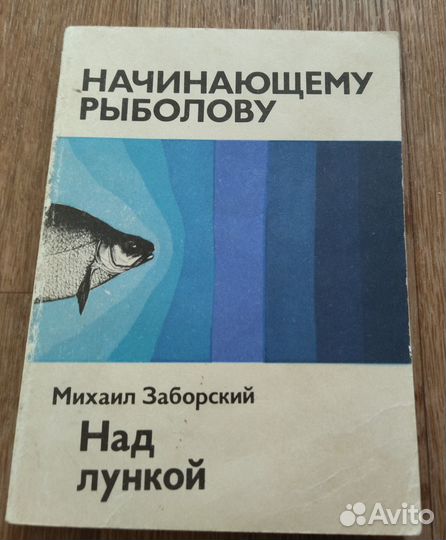 НАЧИНАЮЩЕМУ
РЫБОЛОВУ
Михаил Заборский
Над
лункой
Avito